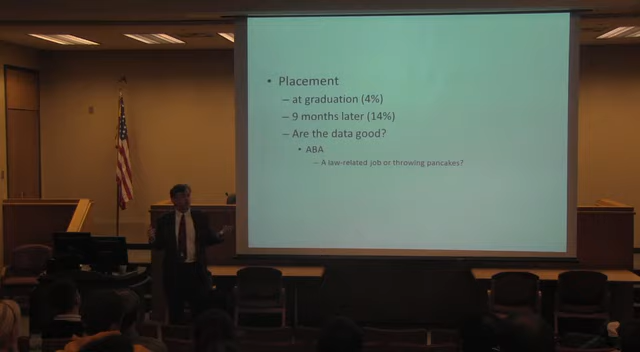 • Placement
– at graduation (4%)
– 9 months later (14%)
– Are the data good?
• ABA
– A law-related job or throwing pancakes?